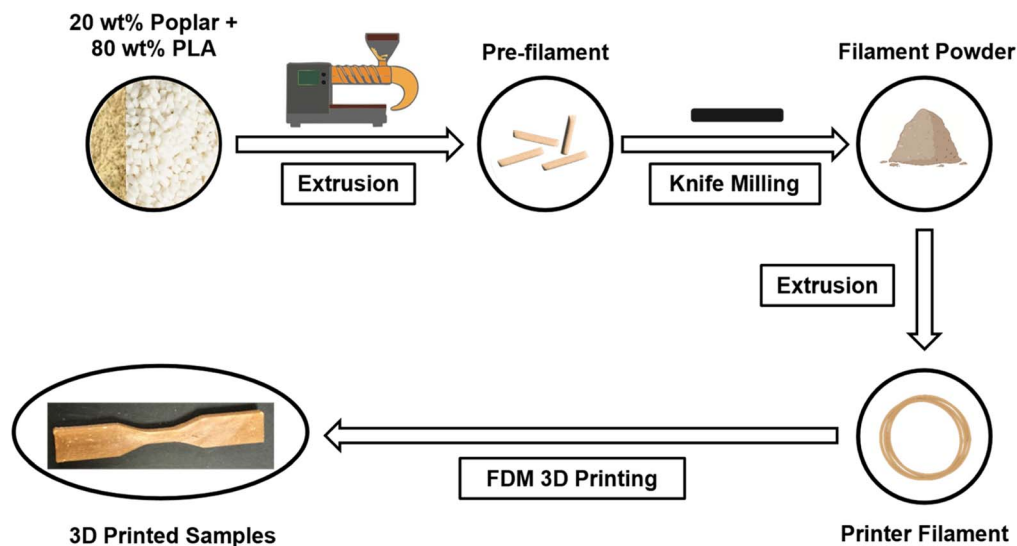 20 wt% Poplar +
80 wt% PLA
Extrusion
Pre-filament
Knife Milling
Filament Powder
Extrusion
Printer Filament
FDM 3D Printing
3D Printed Samples